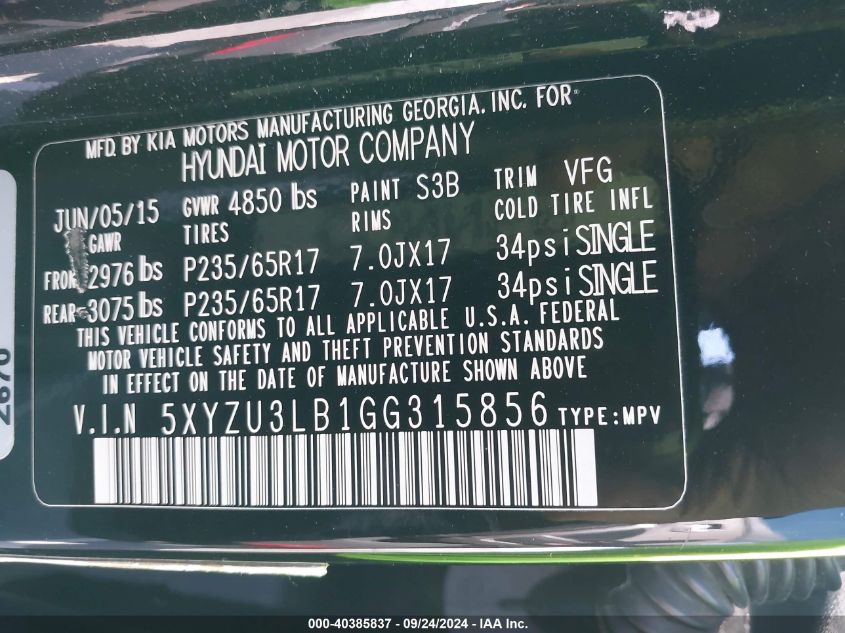 MFD. BY KIA MOTORS MANUFACTURING GEORGIA. INC. FOR
HYUNDAI MOTOR COMPANY
JUN/05/15 GVWR 4850 lbs PAINT S3B TRIM VFG
GAWR TIRES RIMS COLD TIRE INFL
FRONT 2976 lbs P235/65R17 7.0JX17 34psi SINGLE
REAR 3075 lbs P235/65R17 7.0JX17 34psi SINGLE
THIS VEHICLE CONFORMS TO ALL APPLICABLE U.S.A. FEDERAL
MOTOR VEHICLE SAFETY AND THEFT PREVENTION STANDARDS
IN EFFECT ON THE DATE OF MANUFACTURE SHOWN ABOVE
V.I.N 5XYZU3LB1GG315856 TYPE:MPV
000-40385837 - 09/24/2024 - IAA Inc.